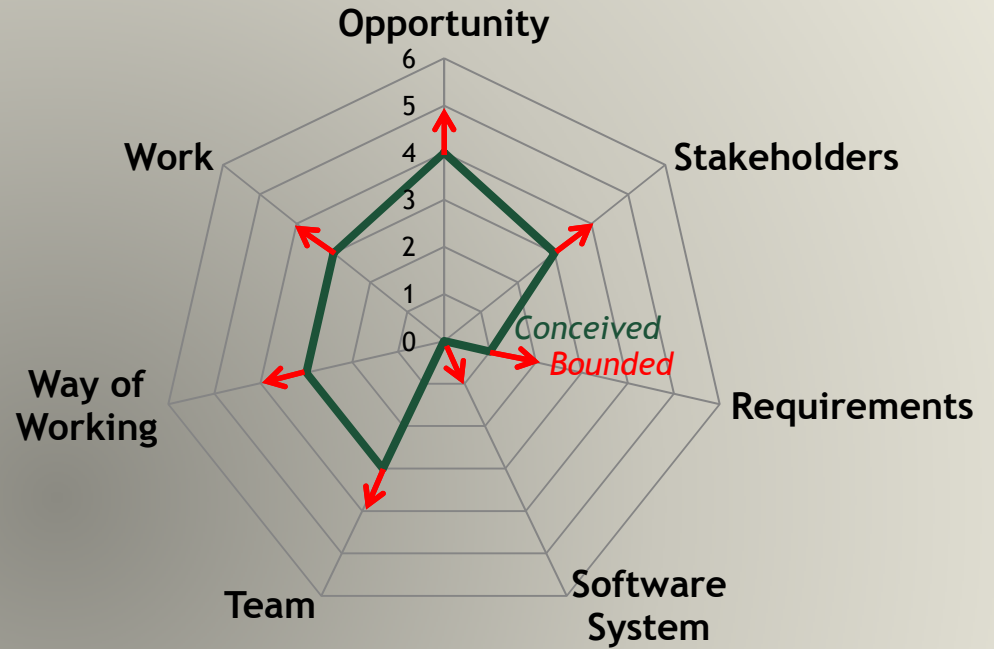 Opportunity
6
5
4
3
2
1
0
Work
Stakeholders
Conceived
Bounded
Way of
Working
Requirements
Team
Software
System